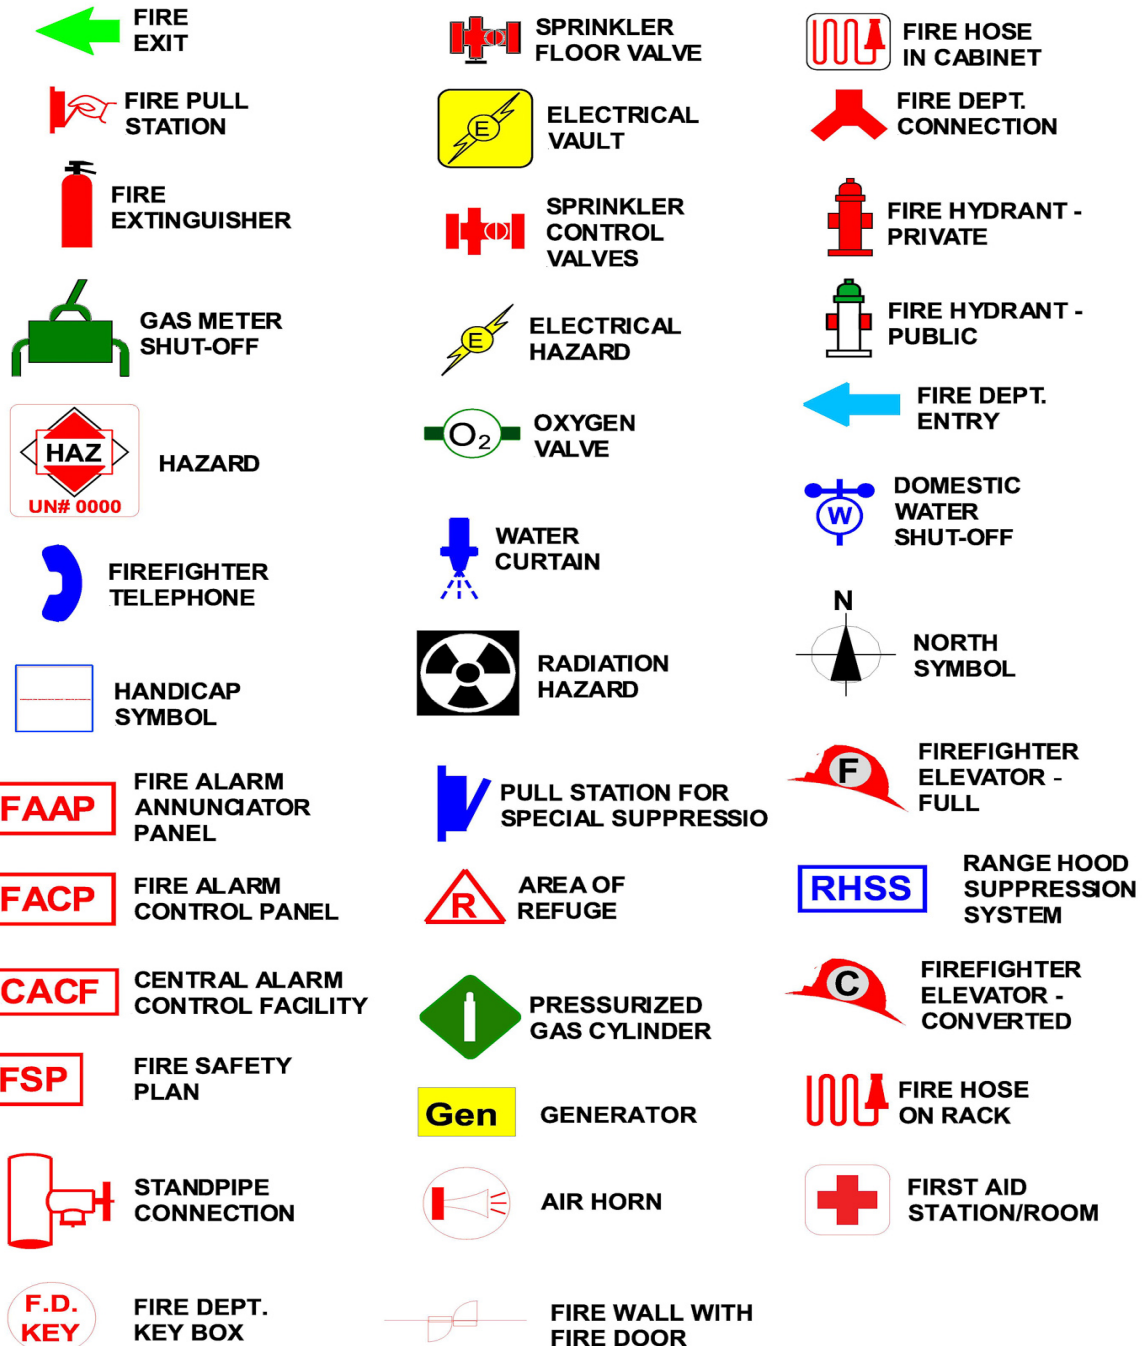 FIRE
EXIT
FIRE PULL
STATION
FIRE
EXTINGUISHER
GAS METER
SHUT-OFF
HAZ
UN# 0000
HAZARD
FIREFIGHTER
TELEPHONE
HANDICAP
SYMBOL
FAAP
FIRE ALARM
ANNUNCIATOR
PANEL
FACP
FIRE ALARM
CONTROL PANEL
CACF
CENTRAL ALARM
CONTROL FACILITY
FSP
FIRE SAFETY
PLAN
STANDPIPE
CONNECTION
F.D.
KEY
FIRE DEPT.
KEY BOX
SPRINKLER
FLOOR VALVE
E
ELECTRICAL
VAULT
SPRINKLER
CONTROL
VALVES
E
ELECTRICAL
HAZARD
O2
OXYGEN
VALVE
WATER
CURTAIN
RADIATION
HAZARD
PULL STATION FOR
SPECIAL SUPPRESSIO
R
AREA OF
REFUGE
PRESSURIZED
GAS CYLINDER
Gen
GENERATOR
AIR HORN
FIRE WALL WITH
FIRE DOOR
FIRE HOSE
IN CABINET
FIRE DEPT.
CONNECTION
FIRE HYDRANT -
PRIVATE
FIRE HYDRANT -
PUBLIC
FIRE DEPT.
ENTRY
W
DOMESTIC
WATER
SHUT-OFF
N
NORTH
SYMBOL
F
FIREFIGHTER
ELEVATOR -
FULL
RHSS
RANGE HOOD
SUPPRESSION
SYSTEM
C
FIREFIGHTER
ELEVATOR -
CONVERTED
FIRE HOSE
ON RACK
FIRST AID
STATION/ROOM